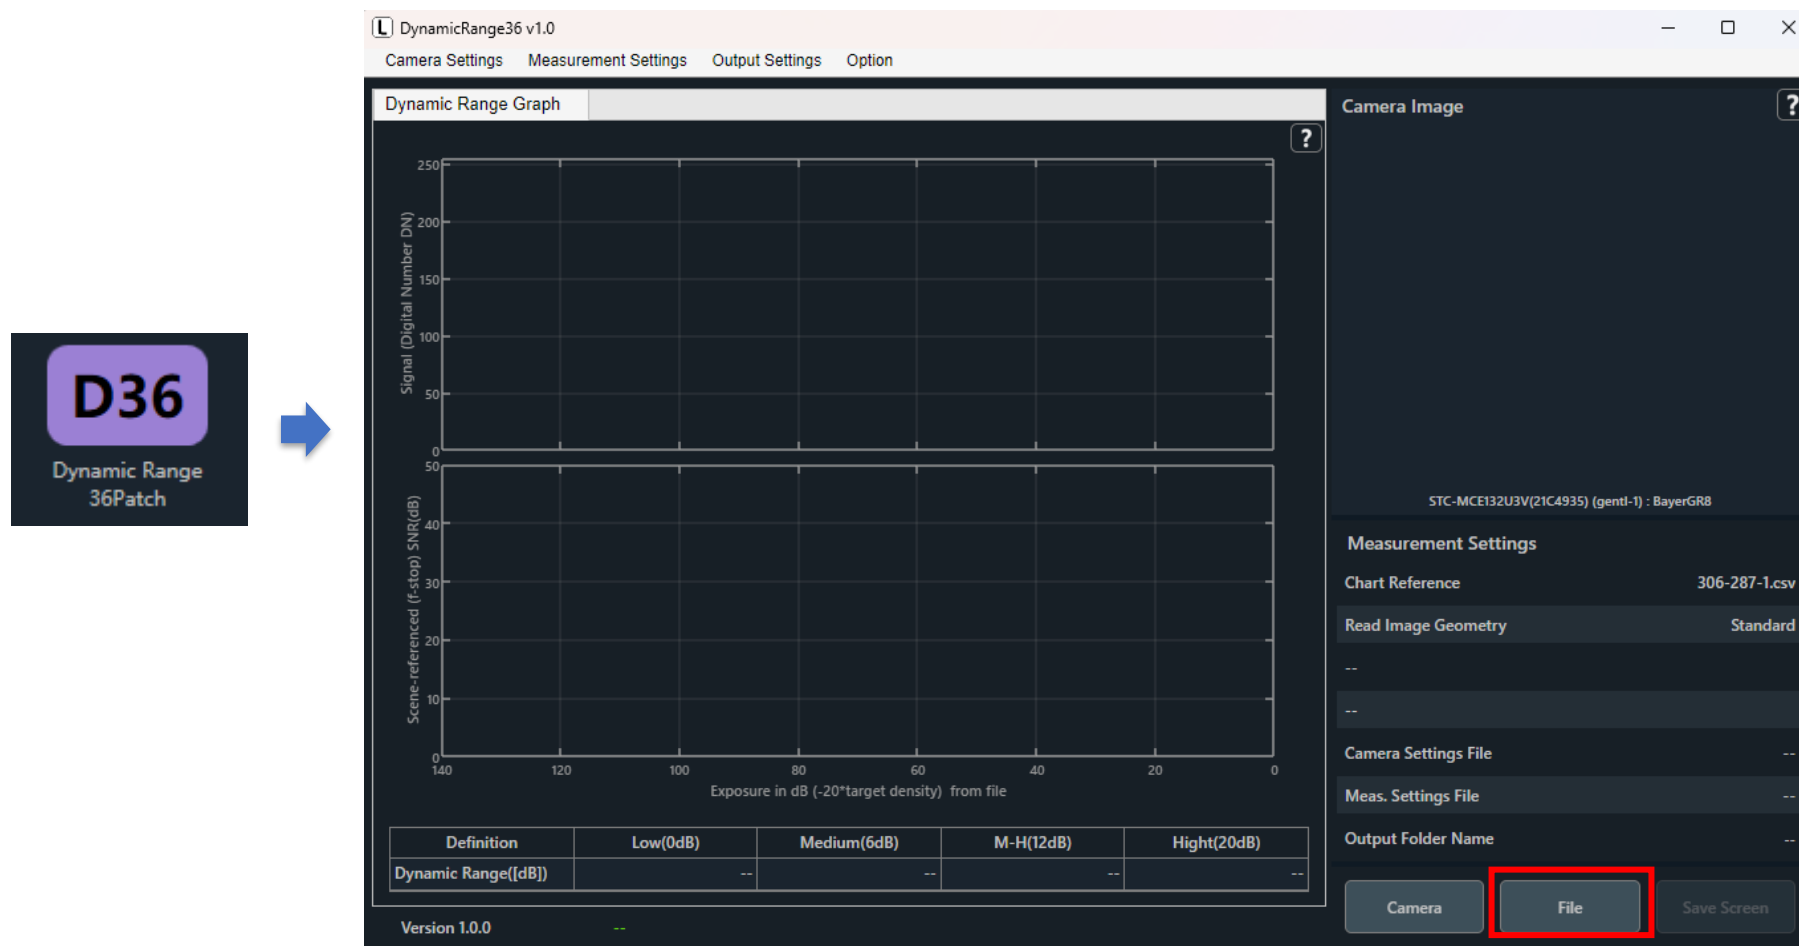 D36
Dynamic Range
36Patch
L DynamicRange36 v1.0
Camera Settings Measurement Settings Output Settings Option
Dynamic Range Graph
?
250
200
150
100
50
0
Signal (Digital Number DN)
50
40
30
20
10
0
Scene-referenced (f-stop) SNR(dB)
140 120 100 80 60 40 20 0
Exposure in dB (-20*target density) from file
Definition Low(0dB) Medium(6dB) M-H(12dB) Hight(20dB)
Dynamic Range([dB]) -- -- -- --
Version 1.0.0 --
Camera Image
?
STC-MCE132U3V(21C4935) (gentl-1) : BayerGR8
Measurement Settings
Chart Reference 306-287-1.csv
Read Image Geometry Standard
--
--
Camera Settings File --
Meas. Settings File --
Output Folder Name --
Camera File Save Screen